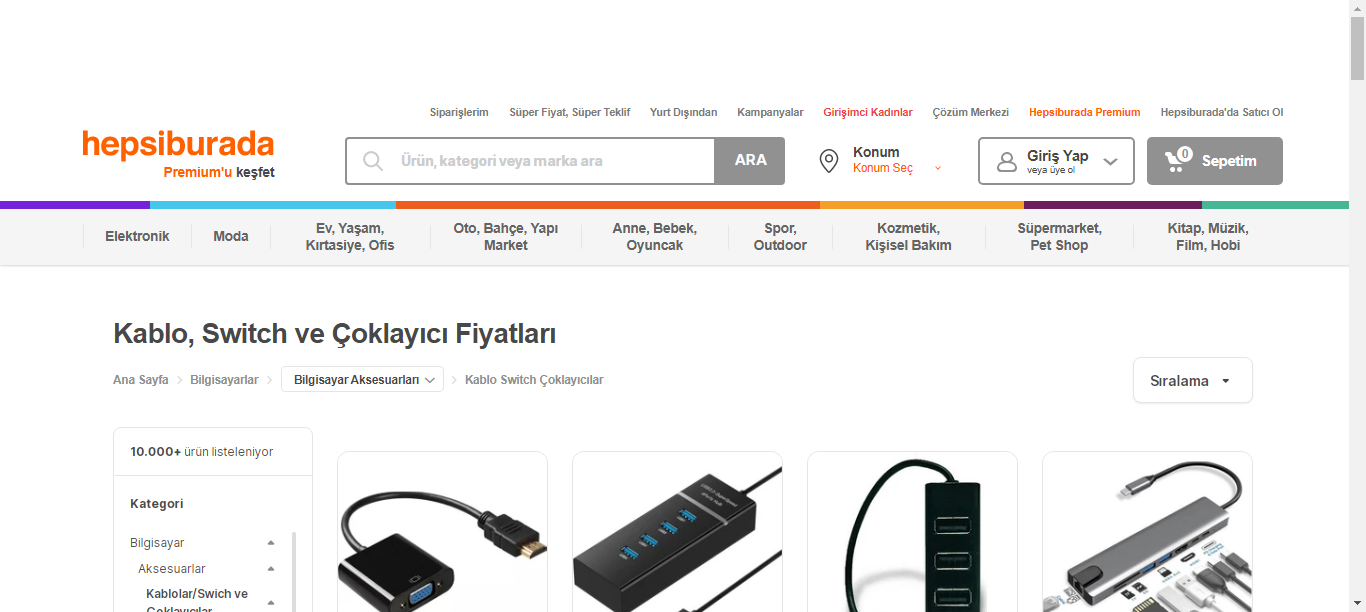 Siparişlerim Süper Fiyat, Süper Teklif Yurt Dışından Kampanyalar Girişimci Kadınlar Çözüm Merkezi Hepsiburada Premium Hepsiburada'da Satıcı Ol
hepsiburada
Premium'u keşfet
Ürün, kategori veya marka ara
ARA
Konum
Konum Seç
Giriş Yap
veya üye ol
0
Sepetim
Elektronik
Moda
Ev, Yaşam,
Kırtasiye, Ofis
Oto, Bahçe, Yapı
Market
Anne, Bebek,
Oyuncak
Spor,
Outdoor
Kozmetik,
Kişisel Bakım
Süpermarket,
Pet Shop
Kitap, Müzik,
Film, Hobi
Kablo, Switch ve Çoklayıcı Fiyatları
Ana Sayfa Bilgisayarlar Bilgisayar Aksesuarları Kablo Switch Çoklayıcılar
Sıralama
10.000+ ürün listeleniyor
Kategori
Bilgisayar
Aksesuarlar
Kablolar/Swich ve
Çoklayıcılar